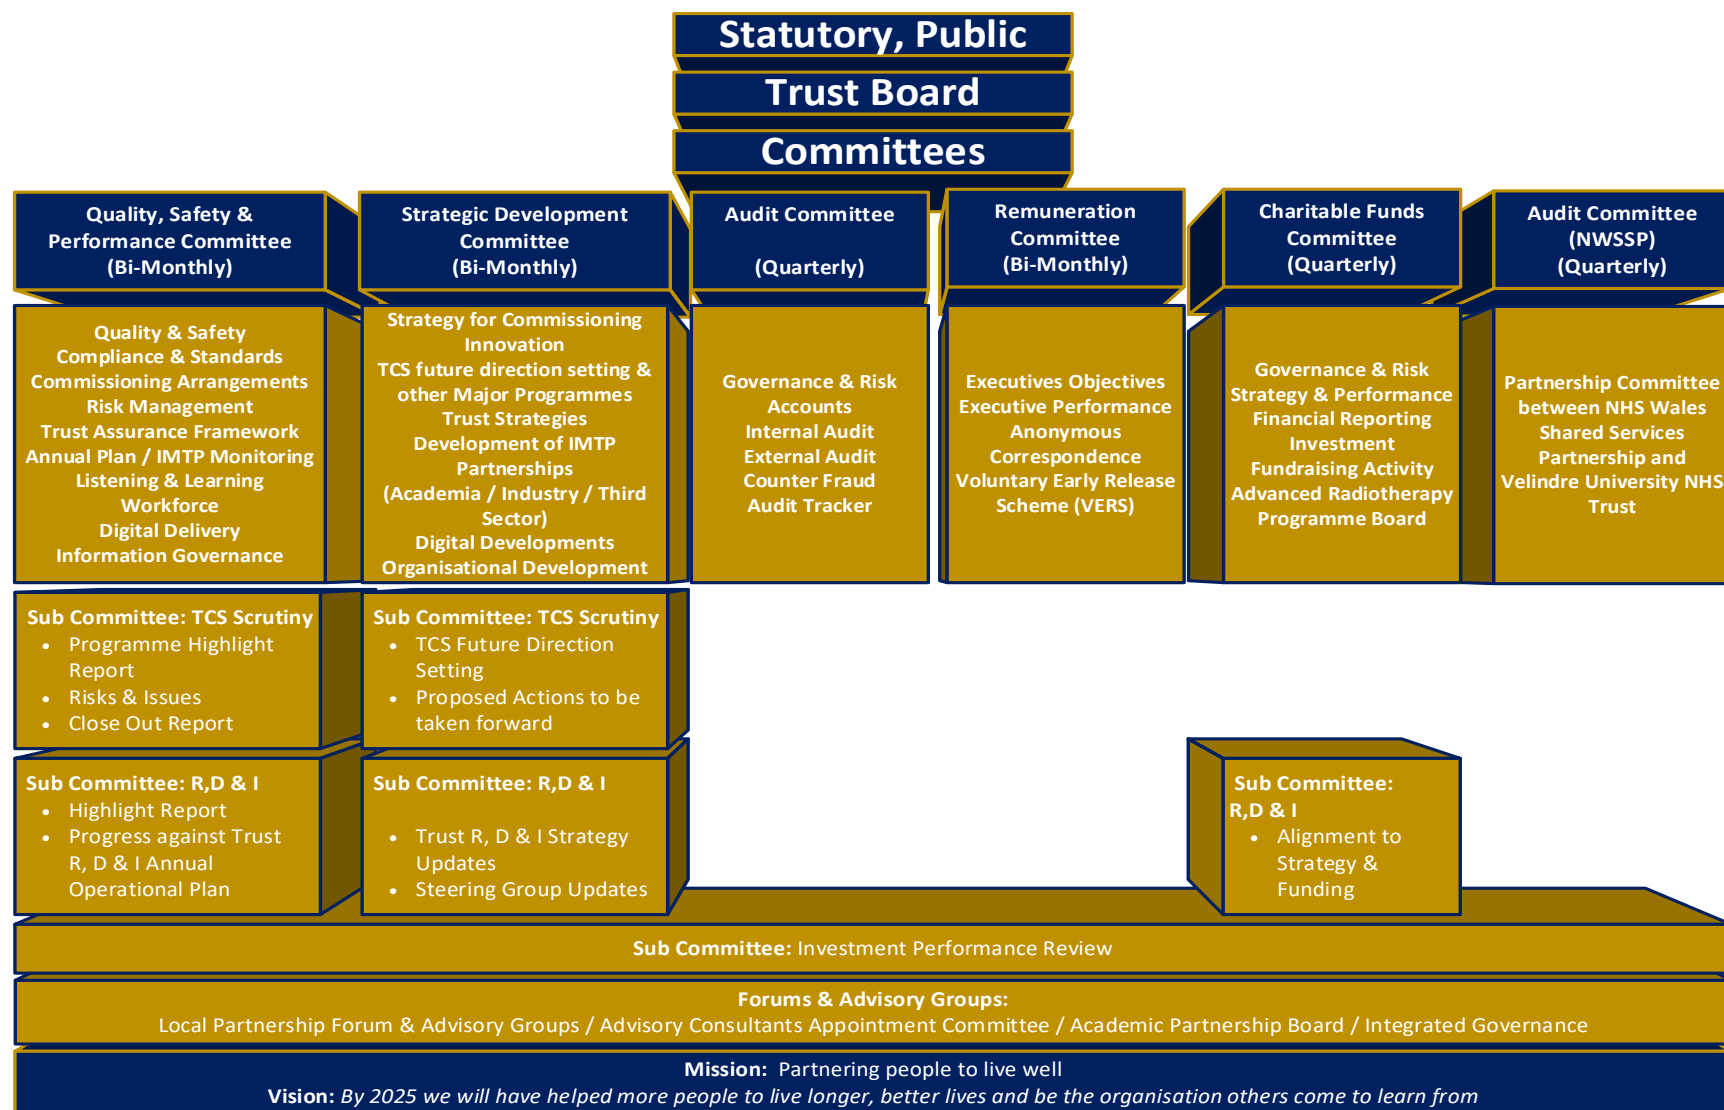 Statutory, Public
Trust Board
Committees
Quality, Safety &
Performance Committee
(Bi-Monthly)
Strategic Development
Committee
(Bi-Monthly)
Audit Committee
(Quarterly)
Remuneration
Committee
(Bi-Monthly)
Charitable Funds
Committee
(Quarterly)
Audit Committee
(NWSSP)
(Quarterly)
Quality & Safety
Compliance & Standards
Commissioning Arrangements
Risk Management
Trust Assurance Framework
Annual Plan / IMTP Monitoring
Listening & Learning
Workforce
Digital Delivery
Information Governance
Strategy for Commissioning
Innovation
TCS future direction setting &
other Major Programmes
Trust Strategies
Development of IMTP
Partnerships
(Academia / Industry / Third
Sector)
Digital Developments
Organisational Development
Governance & Risk
Accounts
Internal Audit
External Audit
Counter Fraud
Audit Tracker
Executives Objectives
Executive Performance
Anonymous
Correspondence
Voluntary Early Release
Scheme (VERS)
Governance & Risk
Strategy & Performance
Financial Reporting
Investment
Fundraising Activity
Advanced Radiotherapy
Programme Board
Partnership Committee
between NHS Wales
Shared Services
Partnership and
Velindre University NHS
Trust
Sub Committee: TCS Scrutiny
• Programme Highlight
Report
• Risks & Issues
• Close Out Report
Sub Committee: TCS Scrutiny
• TCS Future Direction
Setting
• Proposed Actions to be
taken forward
Sub Committee: R,D & I
• Highlight Report
• Progress against Trust
R, D & I Annual
Operational Plan
Sub Committee: R,D & I
• Trust R, D & I Strategy
Updates
• Steering Group Updates
Sub Committee:
R,D & I
• Alignment to
Strategy &
Funding
Sub Committee: Investment Performance Review
Forums & Advisory Groups:
Local Partnership Forum & Advisory Groups / Advisory Consultants Appointment Committee / Academic Partnership Board / Integrated Governance
Mission: Partnering people to live well
Vision: By 2025 we will have helped more people to live longer, better lives and be the organisation others come to learn from